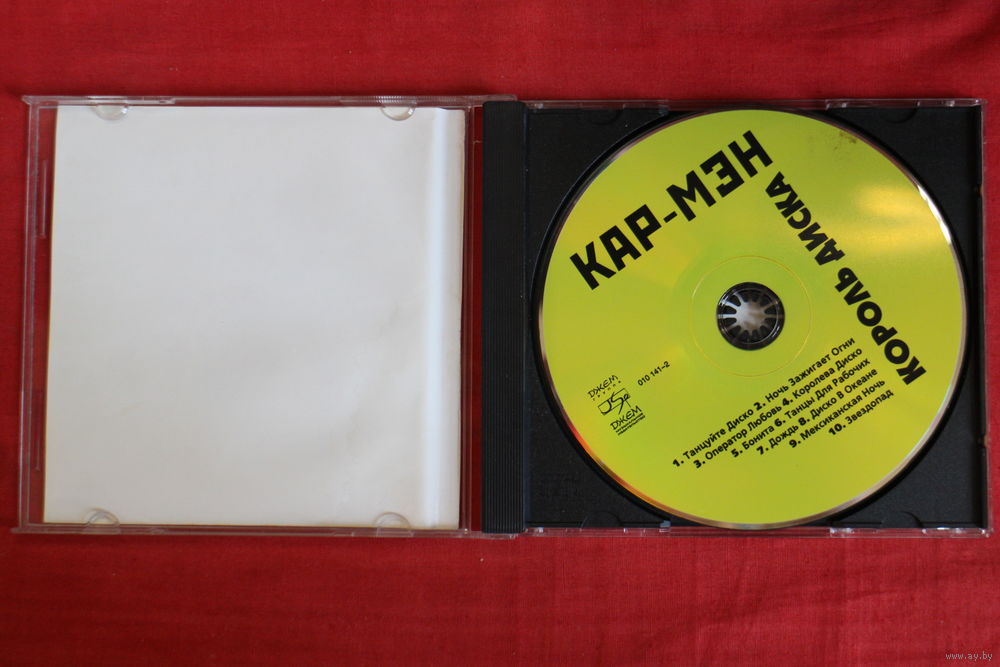 КАР-МЭН
КОРОЛЬ ДИСКА
ДЖЕМ
ГРУППА
JSP
ДЖЕМ
010 141-2
1. Танцуйте Диско 2. Ночь Зажигает Огни
3. Оператор Любовь 4. Королева Диско
5. Бонита 6. Танцы Для Рабочих
7. Дождь 8. Диско В Океане
9. Мексиканская Ночь
10. Звездопад
www.ay.by